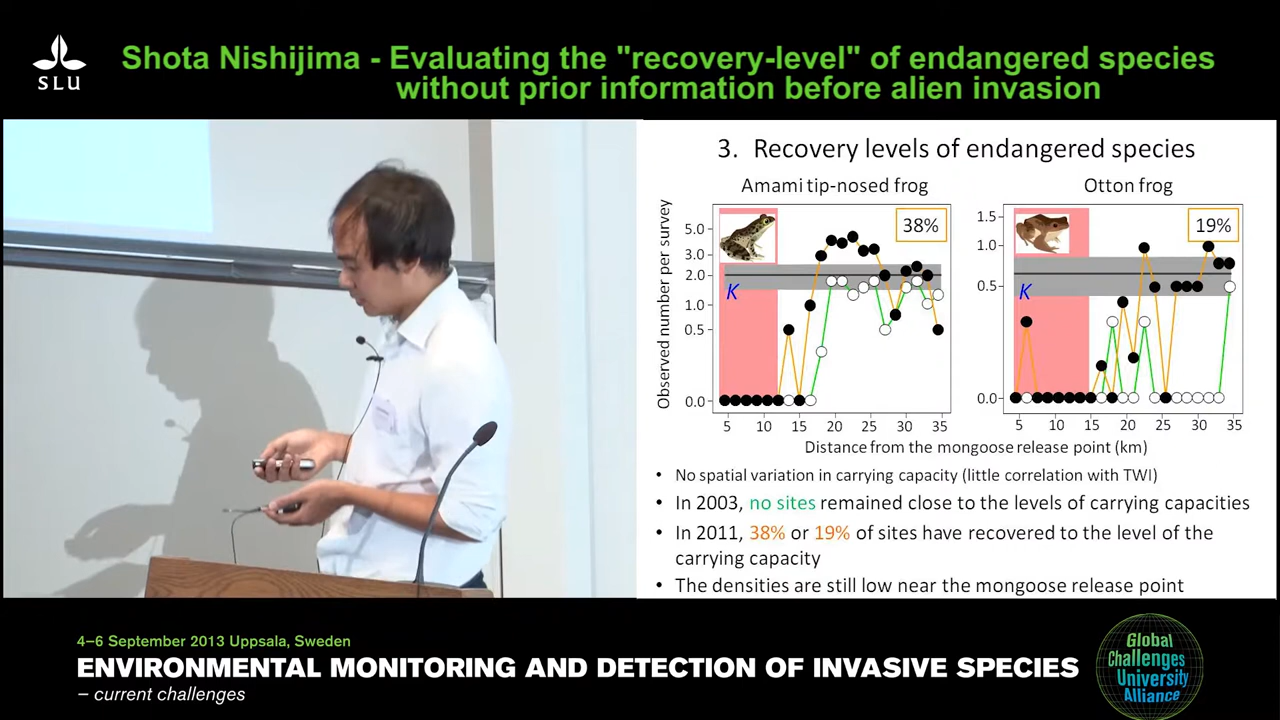 SLU
Shota Nishijima - Evaluating the "recovery-level" of endangered species
without prior information before alien invasion
3. Recovery levels of endangered species
Amami tip-nosed frog
Otton frog
Observed number per survey
5.0
3.0
2.0
1.0
0.5
0.0
38%
K
5 10 15 20 25 30 35
1.5
1.0
0.5
0.0
19%
K
5 10 15 20 25 30 35
Distance from the mongoose release point (km)
• No spatial variation in carrying capacity (little correlation with TWI)
• In 2003, no sites remained close to the levels of carrying capacities
• In 2011, 38% or 19% of sites have recovered to the level of the
carrying capacity
• The densities are still low near the mongoose release point
4–6 September 2013 Uppsala, Sweden
ENVIRONMENTAL MONITORING AND DETECTION OF INVASIVE SPECIES
– current challenges
Global
Challenges
University
Alliance